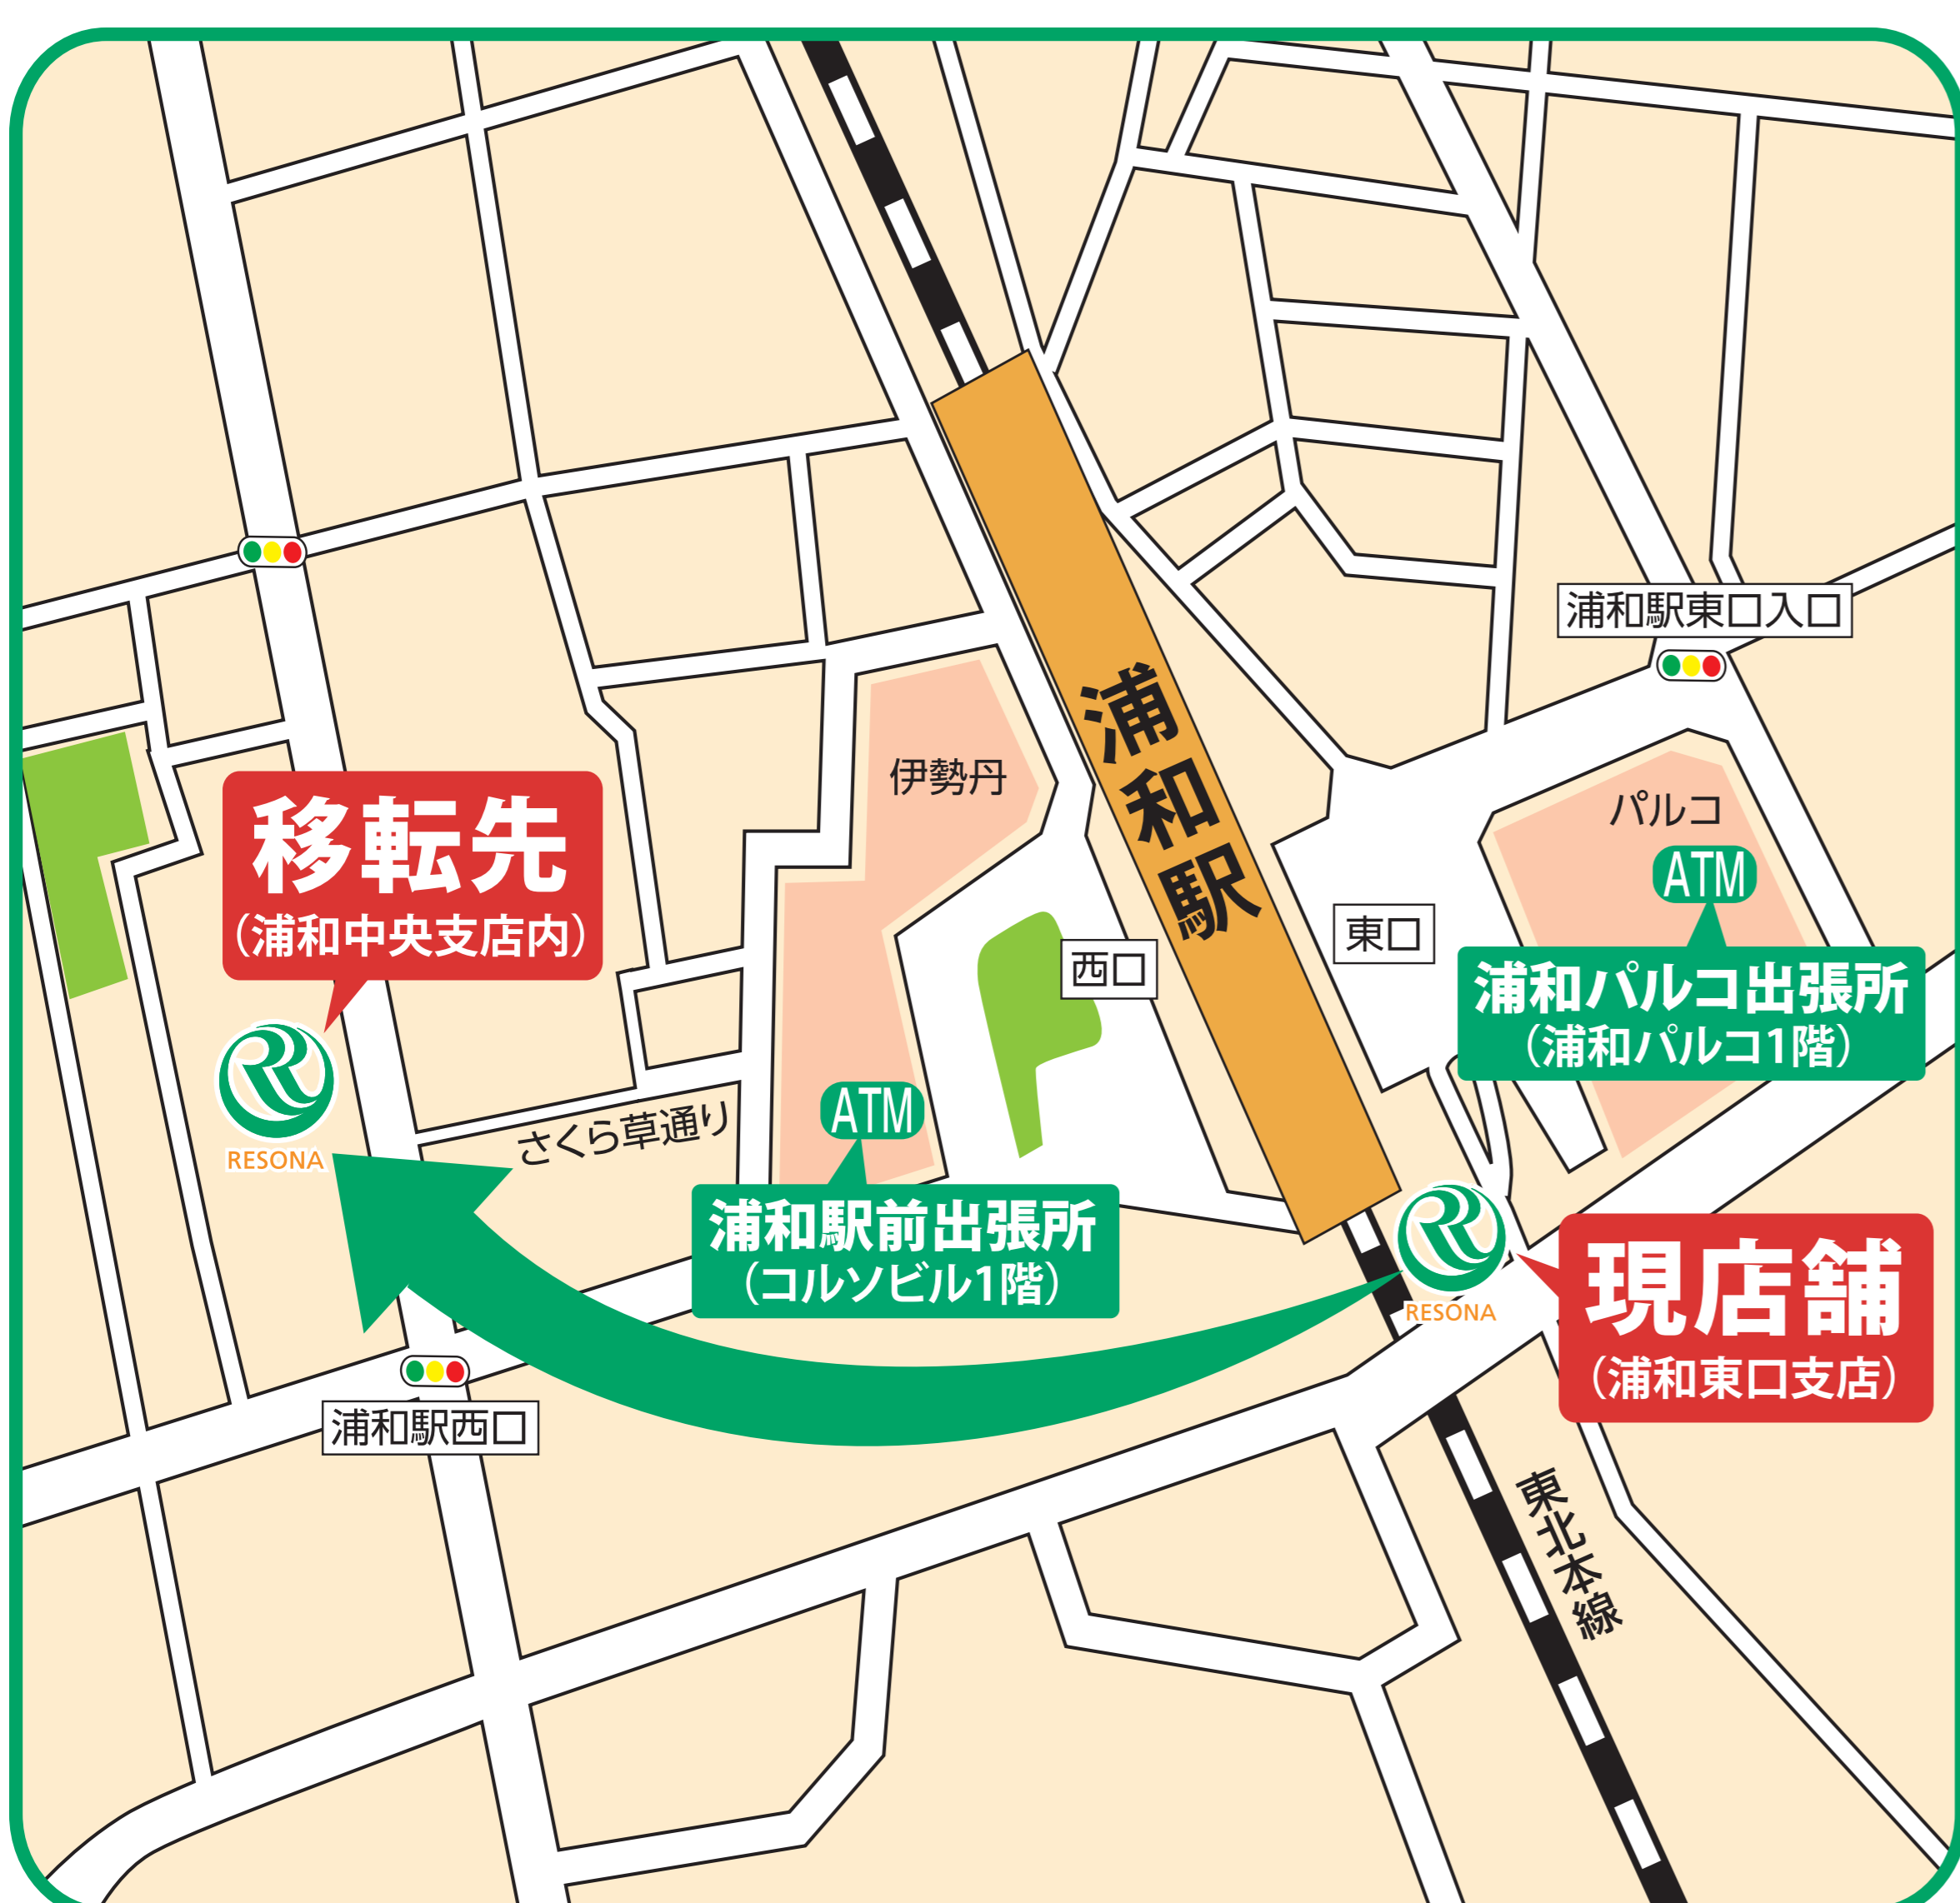 浦和駅東口入口
浦和駅
伊勢丹
パルコ
ATM
移転先
（浦和中央支店内）
東口
西口
浦和パルコ出張所
（浦和パルコ1階）
ATM
さくら草通り
RESONA
浦和駅前出張所
（コルソビル1階）
RESONA
現店舗
（浦和東口支店）
浦和駅西口
東北本線